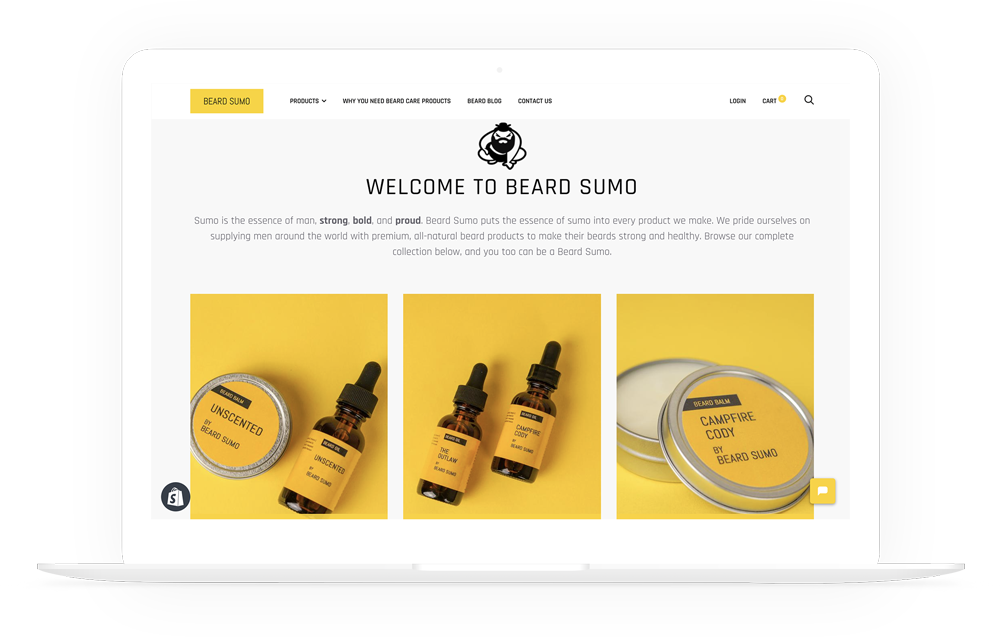 BEARD SUMO
PRODUCTS
WHY YOU NEED BEARD CARE PRODUCTS
BEARD BLOG
CONTACT US
LOGIN
CART
WELCOME TO BEARD SUMO
Sumo is the essence of man, strong, bold, and proud. Beard Sumo puts the essence of sumo into every product we make. We pride ourselves on
supplying men around the world with premium, all-natural beard products to make their beards strong and healthy. Browse our complete
collection below, and you too can be a Beard Sumo.
BEARD BALM
UNSCENTED
BY
BEARD SUMO
BEARD OIL
UNSCENTED
BY
BEARD SUMO
BEARD OIL
THE
OUTLAW
BY
BEARD SUMO
BEARD OIL
CAMPFIRE
CODY
BY
BEARD SUMO
BEARD BALM
CAMPFIRE
CODY
BY
BEARD SUMO
S